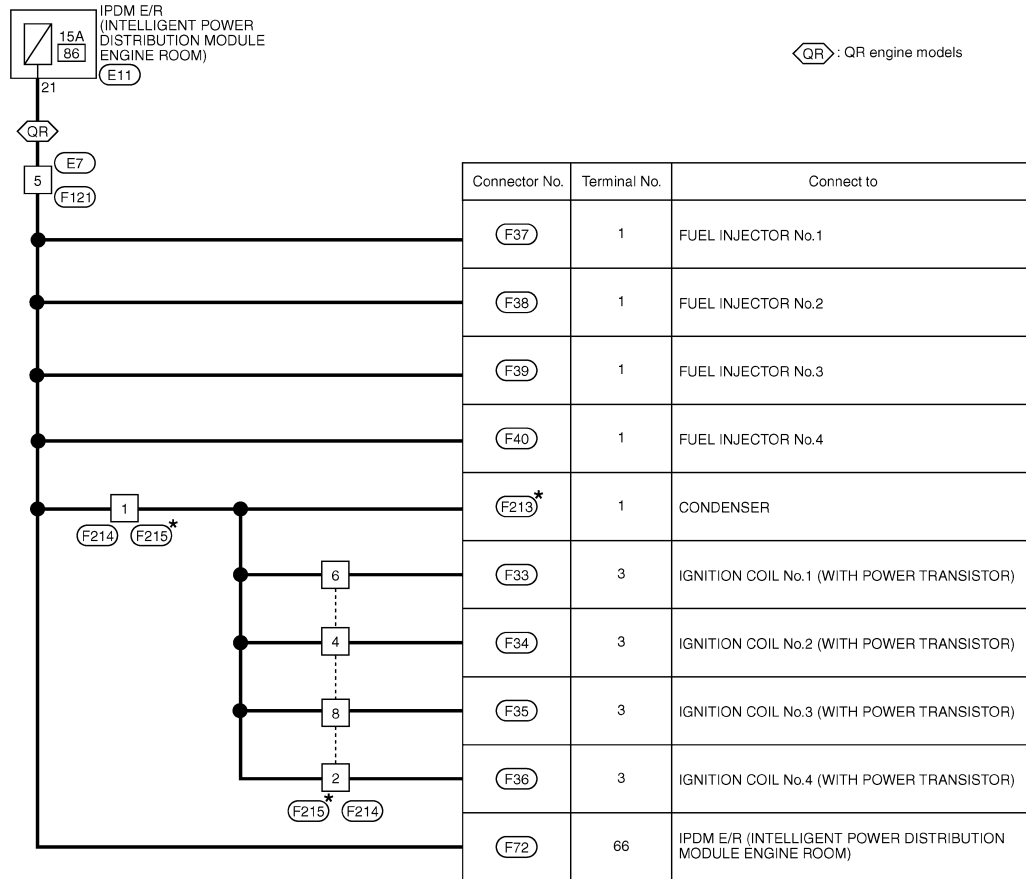 IPDM E/R
(INTELLIGENT POWER
DISTRIBUTION MODULE
ENGINE ROOM)
15A
86
E11
21
QR
QR : QR engine models
E7
5
F121
Connector No. Terminal No. Connect to
F37 1 FUEL INJECTOR No.1
F38 1 FUEL INJECTOR No.2
F39 1 FUEL INJECTOR No.3
F40 1 FUEL INJECTOR No.4
1
F214 F215*
F213* 1 CONDENSER
6
F33 3 IGNITION COIL No.1 (WITH POWER TRANSISTOR)
4
F34 3 IGNITION COIL No.2 (WITH POWER TRANSISTOR)
8
F35 3 IGNITION COIL No.3 (WITH POWER TRANSISTOR)
2
F215* F214
F36 3 IGNITION COIL No.4 (WITH POWER TRANSISTOR)
F72 66 IPDM E/R (INTELLIGENT POWER DISTRIBUTION
MODULE ENGINE ROOM)